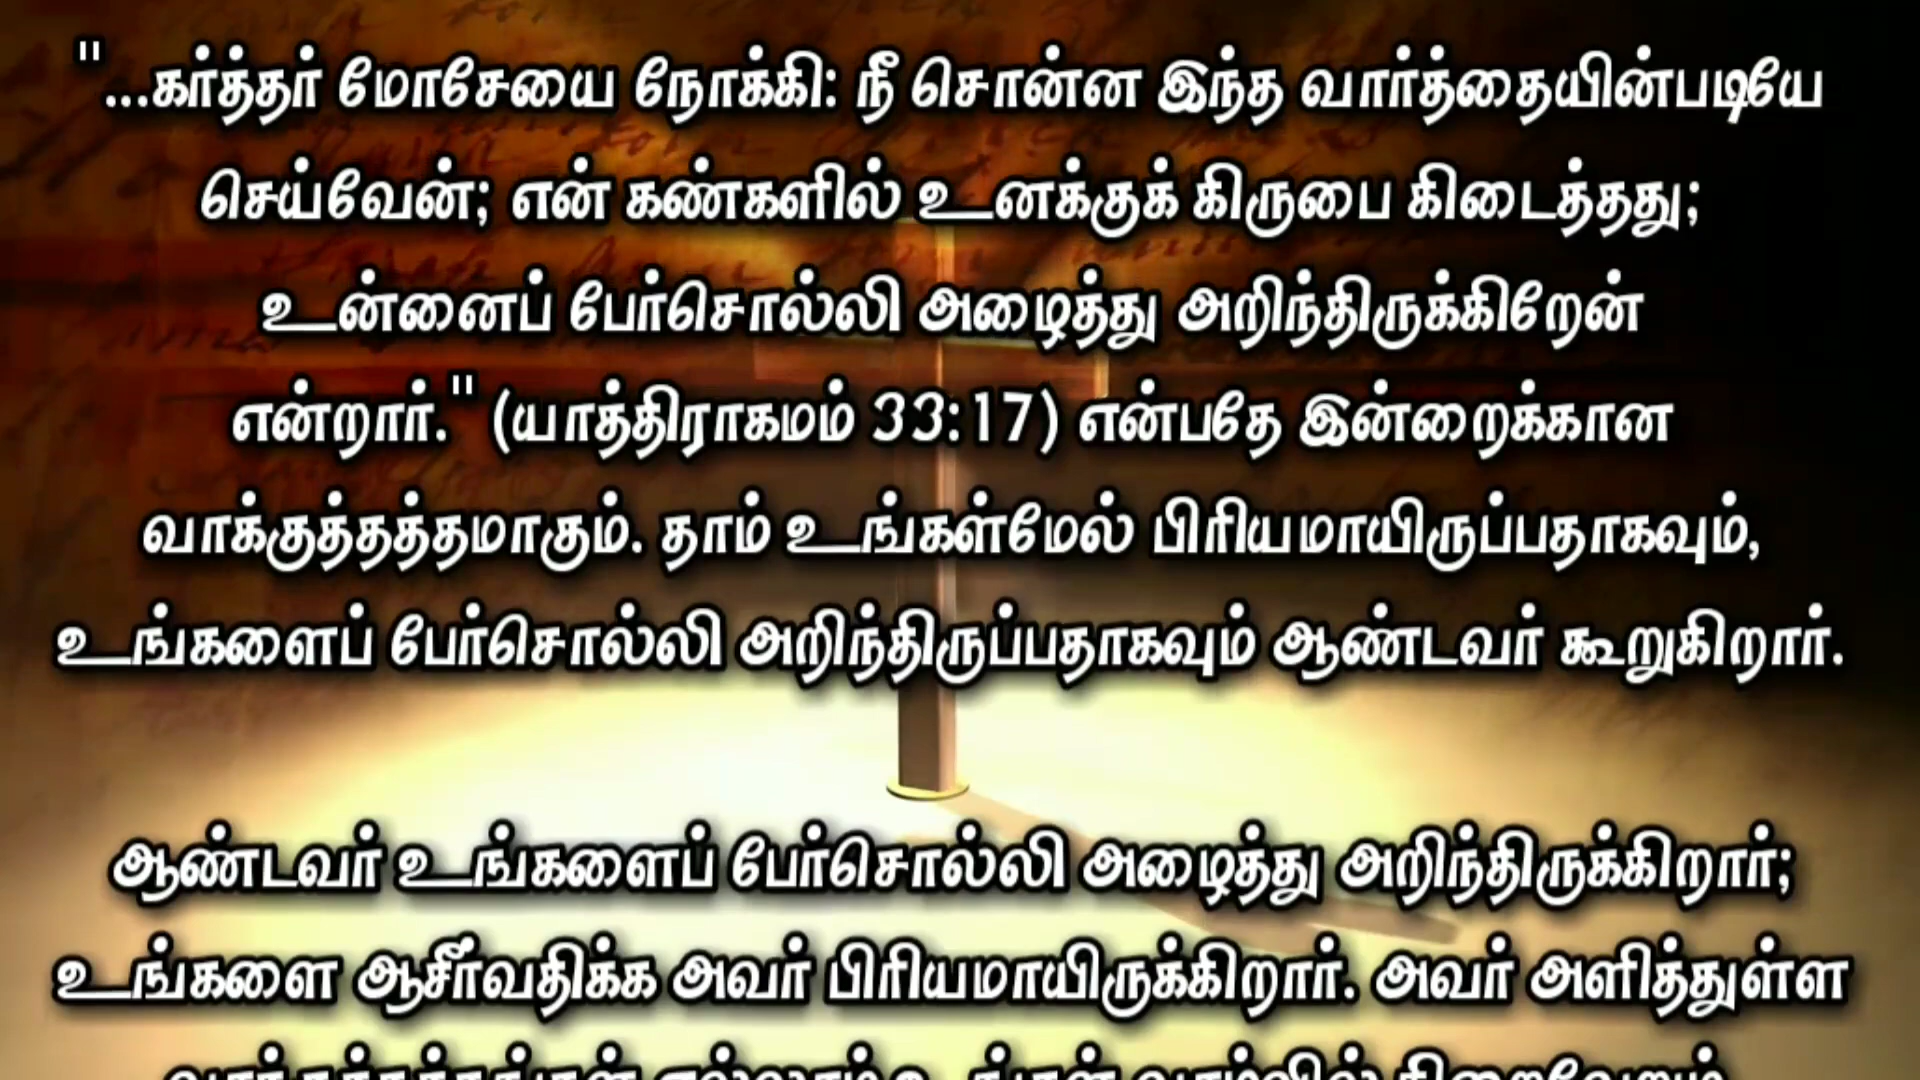 "...கர்த்தர் மோசேயை நோக்கி: நீ சொன்ன இந்த வார்த்தையின்படியே
செய்வேன்; என் கண்களில் உனக்குக் கிருபை கிடைத்தது;
உன்னைப் பேர்சொல்லி அழைத்து அறிந்திருக்கிறேன்
என்றார்." (யாத்திராகமம் 33:17) என்பதே இன்றைக்கான
வாக்குத்தத்தமாகும். தாம் உங்கள்மேல் பிரியமாயிருப்பதாகவும்,
உங்களைப் பேர்சொல்லி அறிந்திருப்பதாகவும் ஆண்டவர் கூறுகிறார்.
ஆண்டவர் உங்களைப் பேர்சொல்லி அழைத்து அறிந்திருக்கிறார்;
உங்களை ஆசீர்வதிக்க அவர் பிரியமாயிருக்கிறார். அவர் அளித்துள்ள